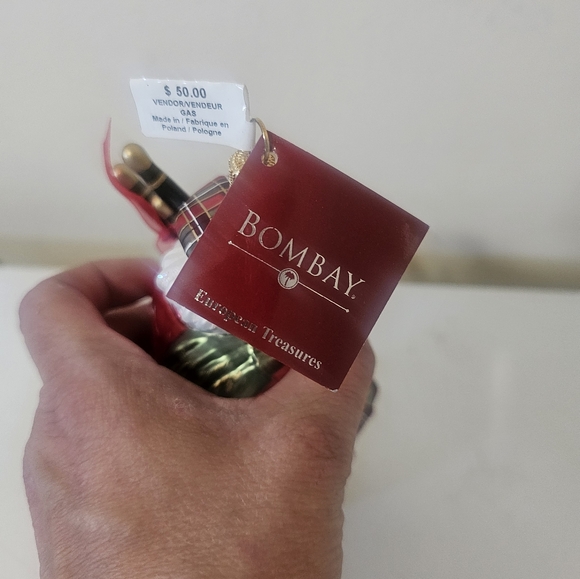 $ 50.00
VENDOR/VENDEUR
GAS
Made in / Fabrique en
Poland / Pologne
BOMBAY
European Treasures